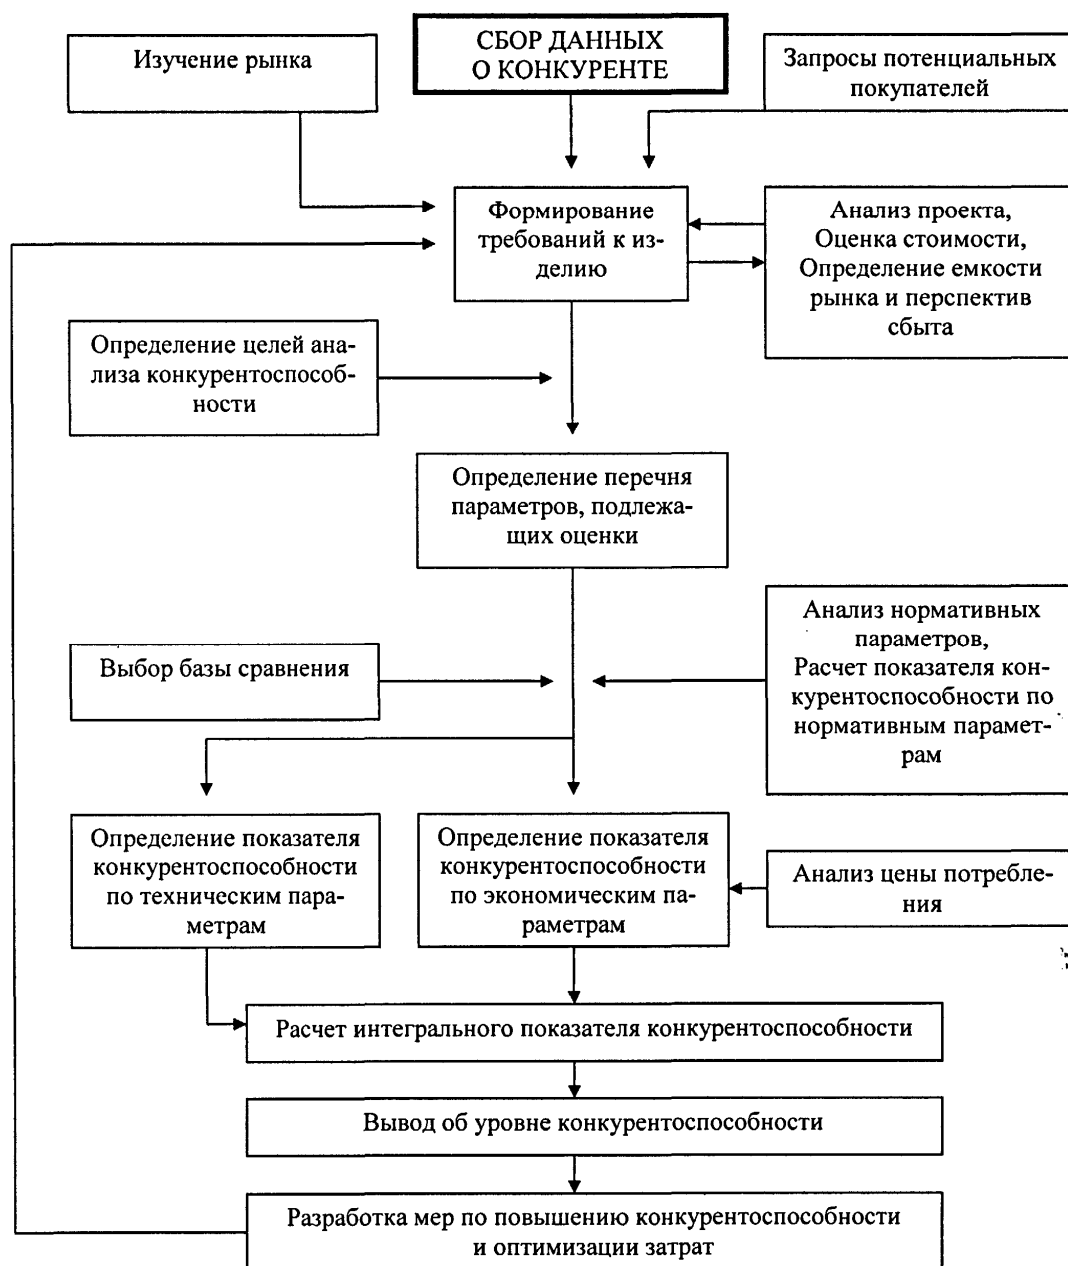 Изучение рынка
СБОР ДАННЫХ
О КОНКУРЕНТЕ
Запросы потенциальных
покупателей
Формирование
требований к из-
делию
Анализ проекта,
Оценка стоимости,
Определение емкости
рынка и перспектив
сбыта
Определение целей ана-
лиза конкурентоспособ-
ности
Определение перечня
параметров, подлежа-
щих оценки
Выбор базы сравнения
Анализ нормативных
параметров,
Расчет показателя кон-
курентоспособности по
нормативным парамет-
рам
Определение показателя
конкурентоспособности
по техническим пара-
метрам
Определение показателя
конкурентоспособности
по экономическим па-
раметрам
Анализ цены потребле-
ния
Расчет интегрального показателя конкурентоспособности
Вывод об уровне конкурентоспособности
Разработка мер по повышению конкурентоспособности
и оптимизации затрат